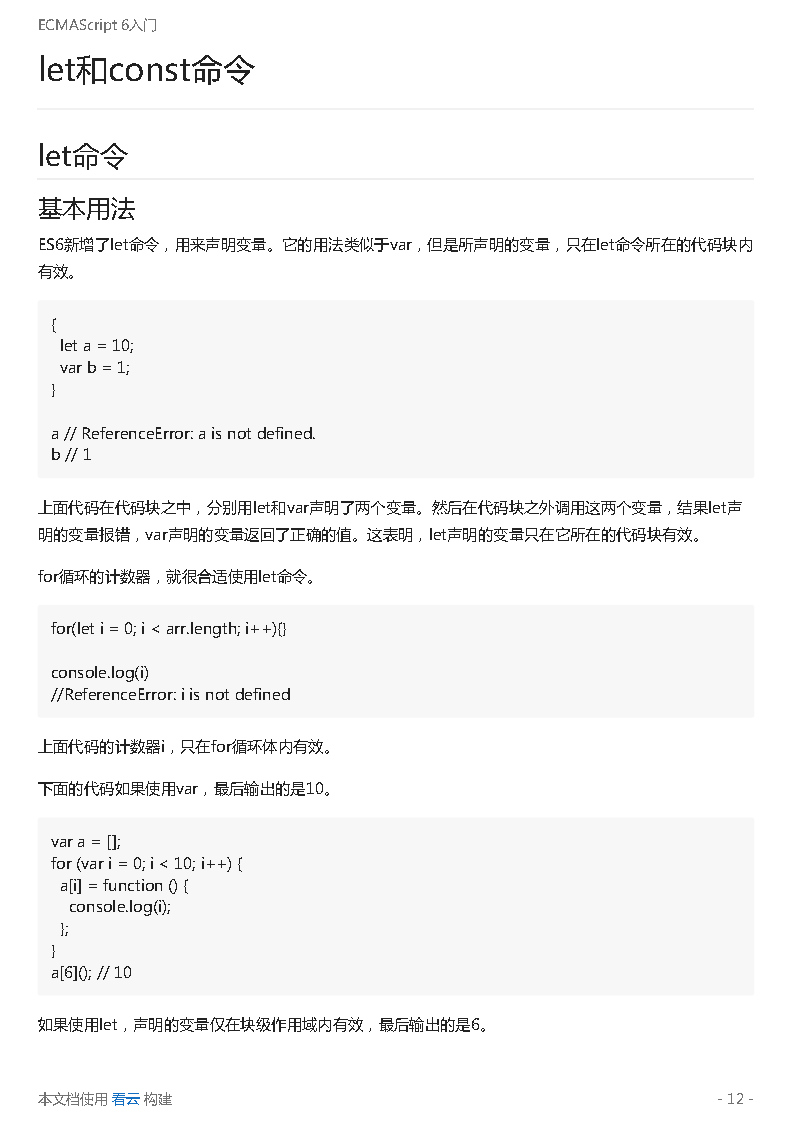 ECMAScript 6入门
let和const命令
let命令
基本用法
ES6新增了let命令，用来声明变量。它的用法类似于var，但是所声明的变量，只在let命令所在的代码块内
有效。
{
  let a = 10;
  var b = 1;
}
a // ReferenceError: a is not defined.
b // 1
上面代码在代码块之中，分别用let和var声明了两个变量。然后在代码块之外调用这两个变量，结果let声
明的变量报错，var声明的变量返回了正确的值。这表明，let声明的变量只在它所在的代码块有效。
for循环的计数器，就很合适使用let命令。
for(let i = 0; i < arr.length; i++){}
console.log(i)
//ReferenceError: i is not defined
上面代码的计数器i，只在for循环体内有效。
下面的代码如果使用var，最后输出的是10。
var a = [];
for (var i = 0; i < 10; i++) {
  a[i] = function () {
    console.log(i);
  };
}
a[6](); // 10
如果使用let，声明的变量仅在块级作用域内有效，最后输出的是6。
本文档使用 看云 构建
- 12 -